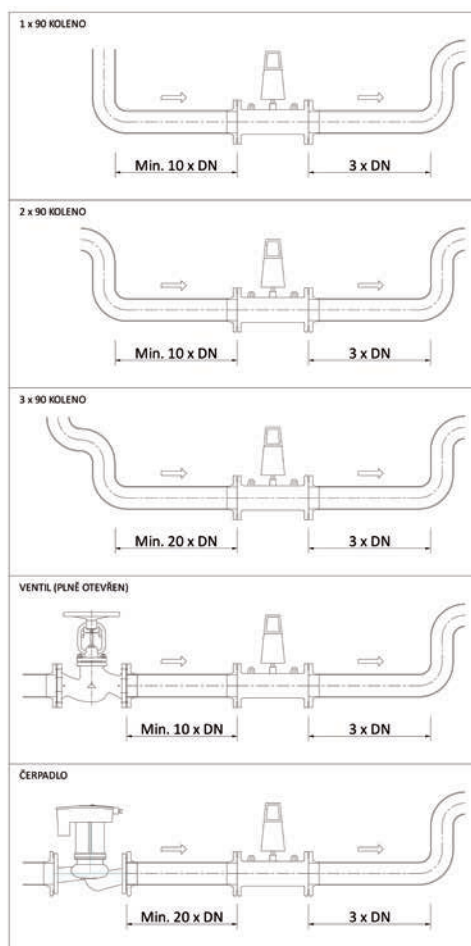 1 x 90 KOLENO
Min. 10 x DN
3 x DN
2 x 90 KOLENO
Min. 10 x DN
3 x DN
3 x 90 KOLENO
Min. 20 x DN
3 x DN
VENTIL (PLNĚ OTEVŘEN)
Min. 10 x DN
3 x DN
ČERPADLO
Min. 20 x DN
3 x DN